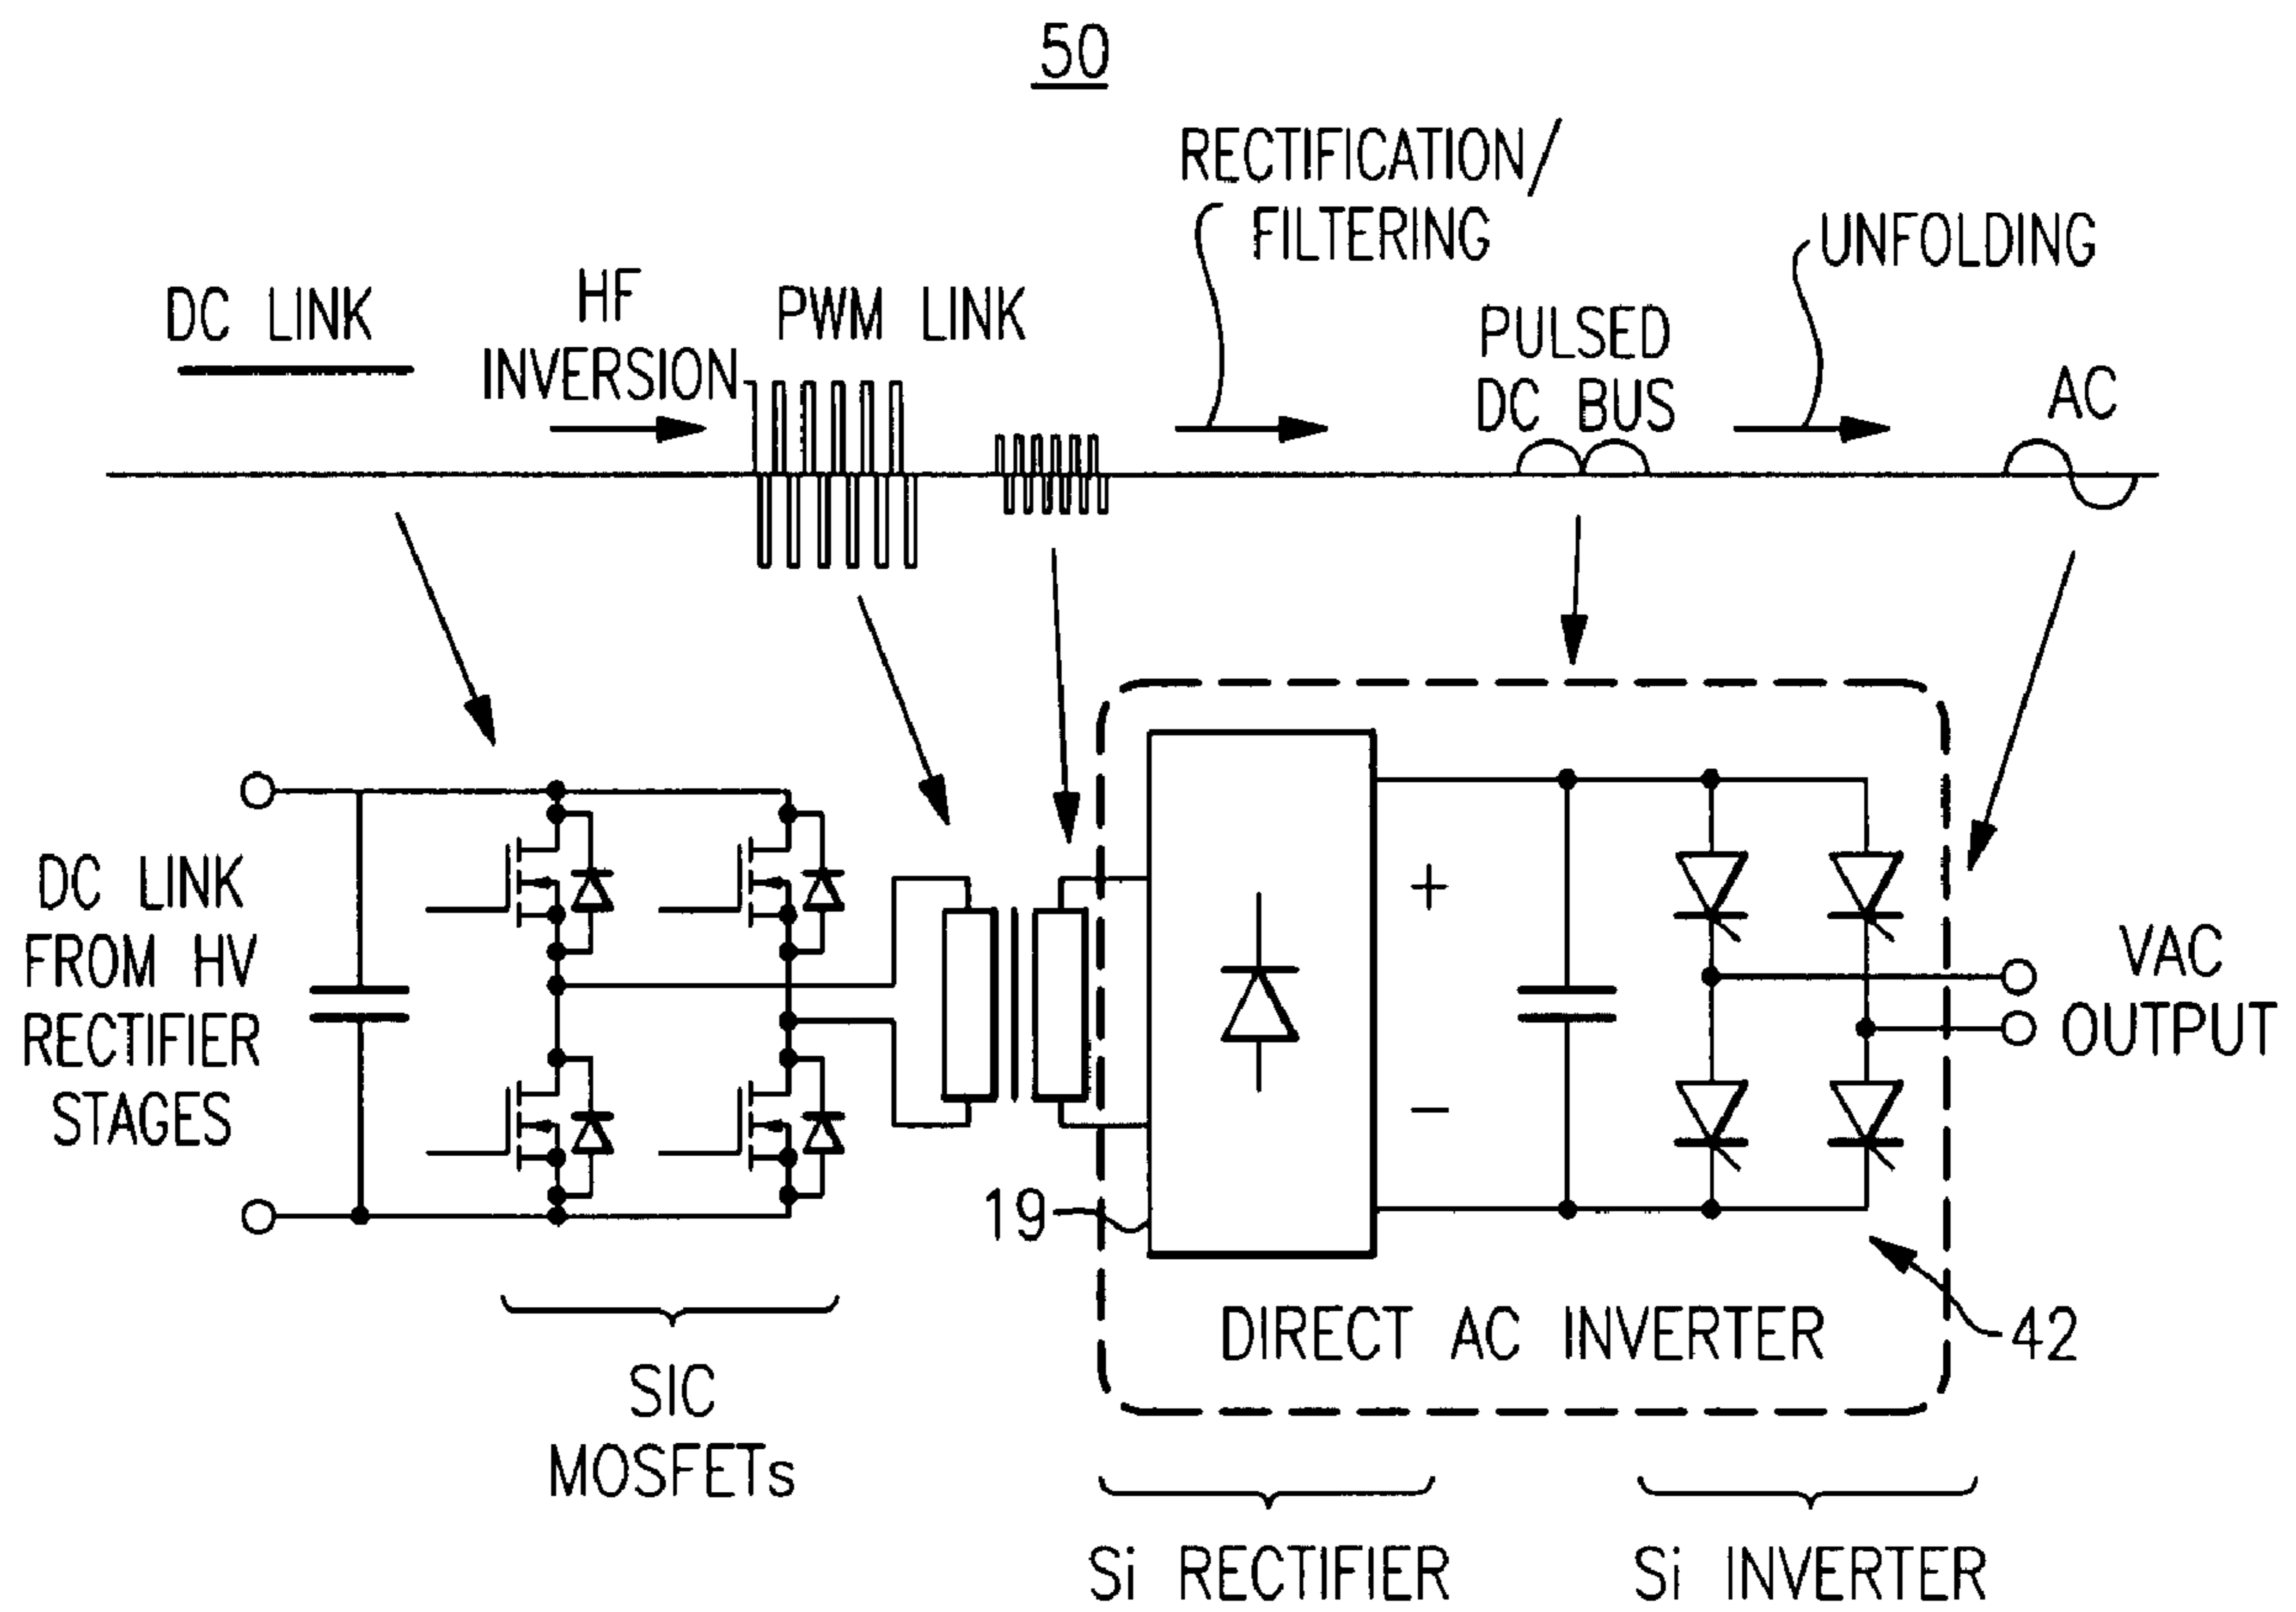 50
RECTIFICATION/
FILTERING
UNFOLDING
DC LINK
HF
INVERSION
PWM LINK
PULSED
DC BUS
AC
DC LINK
FROM HV
RECTIFIER
STAGES
+
−
VAC
OUTPUT
19
DIRECT AC INVERTER
42
SIC
MOSFETs
Si RECTIFIER
Si INVERTER